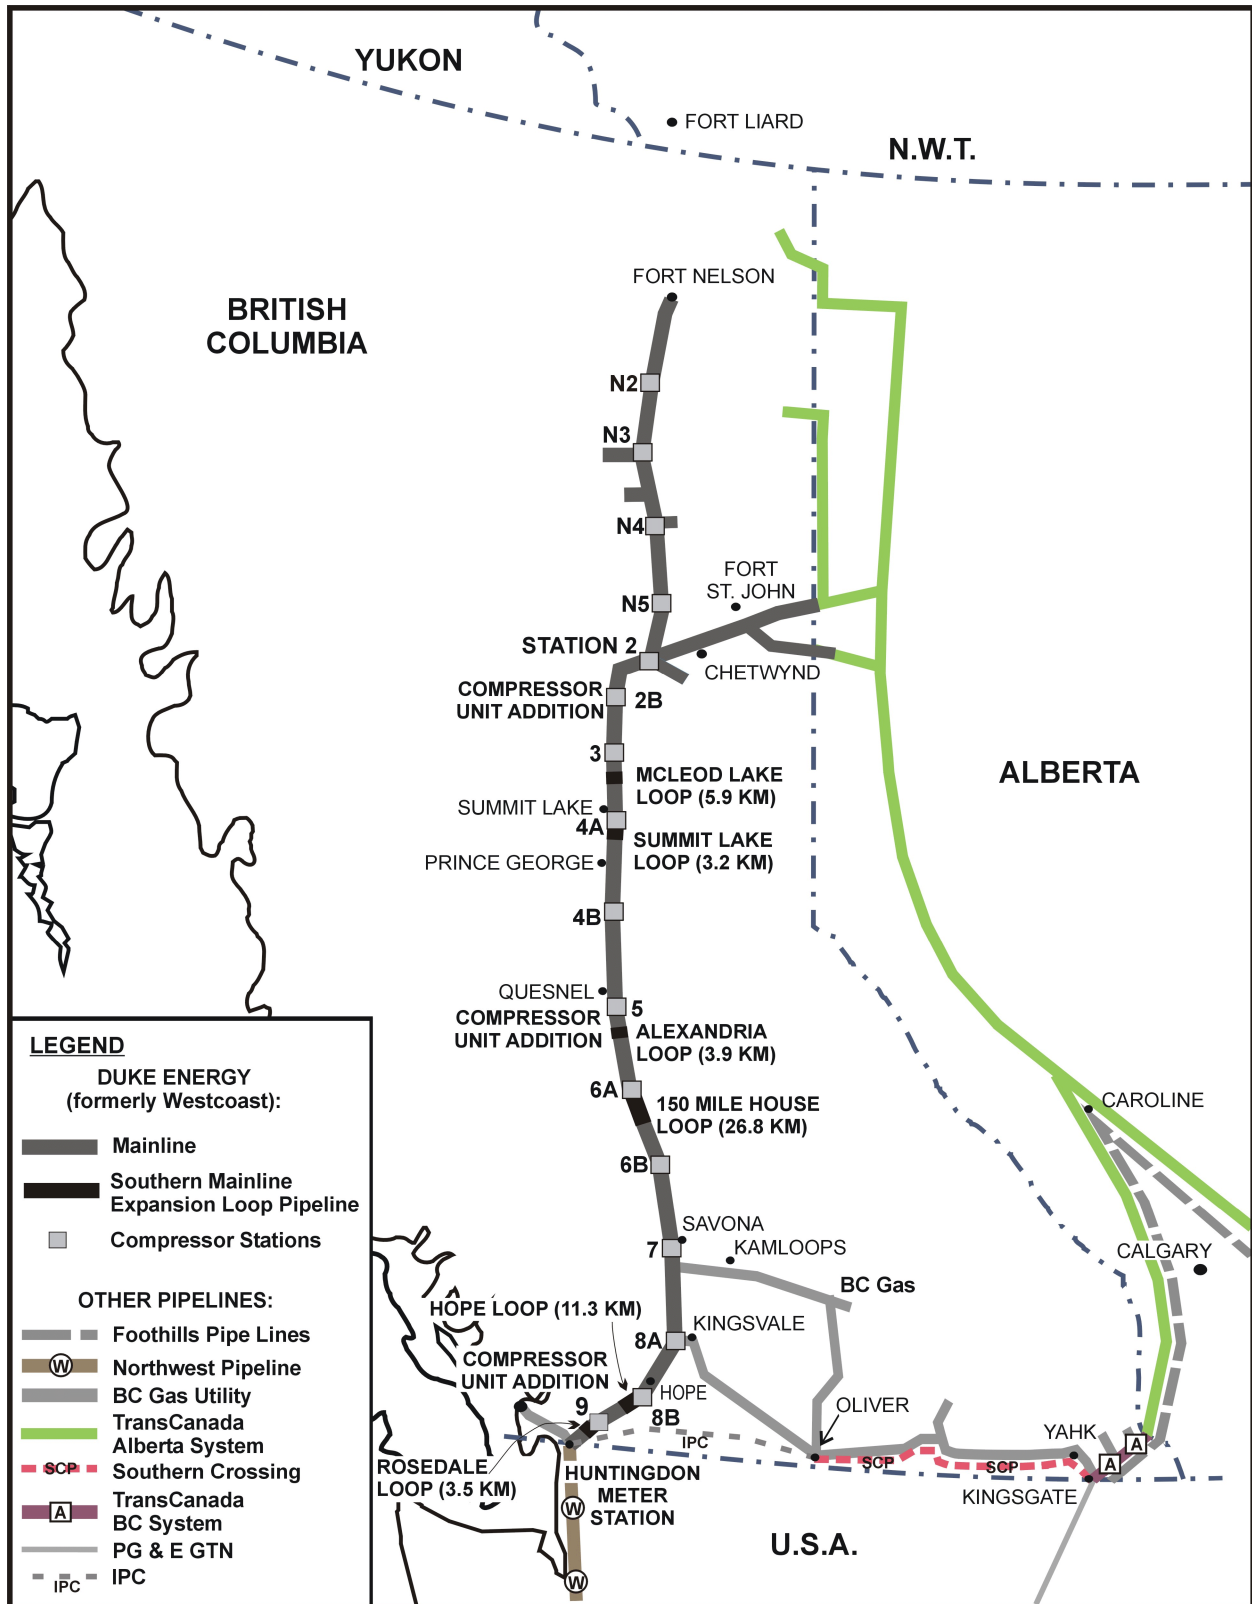 YUKON
FORT LIARD
N.W.T.
FORT NELSON
BRITISH
COLUMBIA
N2
N3
N4
FORT
ST. JOHN
N5
STATION 2
CHETWYND
COMPRESSOR
UNIT ADDITION
2B
3
MCLEOD LAKE
LOOP (5.9 KM)
ALBERTA
SUMMIT LAKE
4A
SUMMIT LAKE
LOOP (3.2 KM)
PRINCE GEORGE
4B
QUESNEL
5
COMPRESSOR
UNIT ADDITION
ALEXANDRIA
LOOP (3.9 KM)
6A
150 MILE HOUSE
LOOP (26.8 KM)
CAROLINE
6B
SAVONA
7
KAMLOOPS
CALGARY
BC Gas
HOPE LOOP (11.3 KM)
8A
KINGSVALE
COMPRESSOR
UNIT ADDITION
HOPE
8B
9
OLIVER
YAHK
IPC
SCP
SCP
A
A
ROSEDALE
LOOP (3.5 KM)
HUNTINGDON
METER
STATION
KINGSGATE
W
W
U.S.A.
LEGEND
DUKE ENERGY
(formerly Westcoast):
Mainline
Southern Mainline
Expansion Loop Pipeline
Compressor Stations
OTHER PIPELINES:
Foothills Pipe Lines
W
Northwest Pipeline
BC Gas Utility
TransCanada
Alberta System
SCP
Southern Crossing
TransCanada
A
BC System
PG & E GTN
IPC
IPC